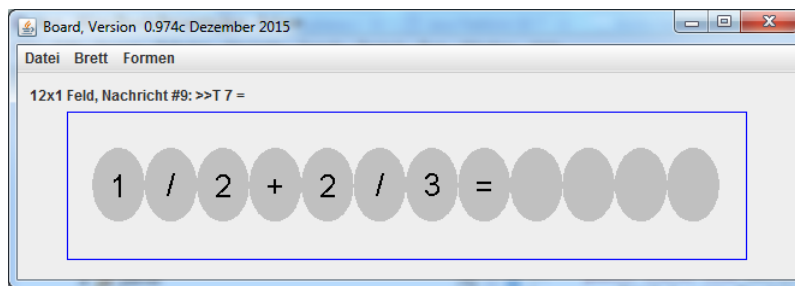 Board, Version 0.974c Dezember 2015
Datei Brett Formen
12x1 Feld, Nachricht #9: >>T 7 =
1 / 2 + 2 / 3 =